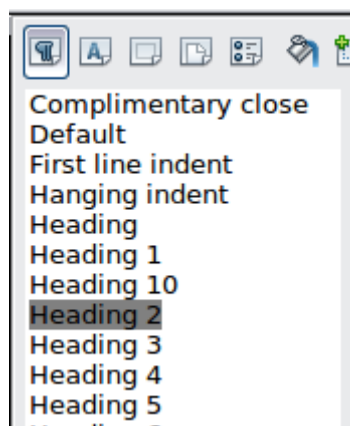 Complimentary close
Default
First line indent
Hanging indent
Heading
Heading 1
Heading 10
Heading 2
Heading 3
Heading 4
Heading 5